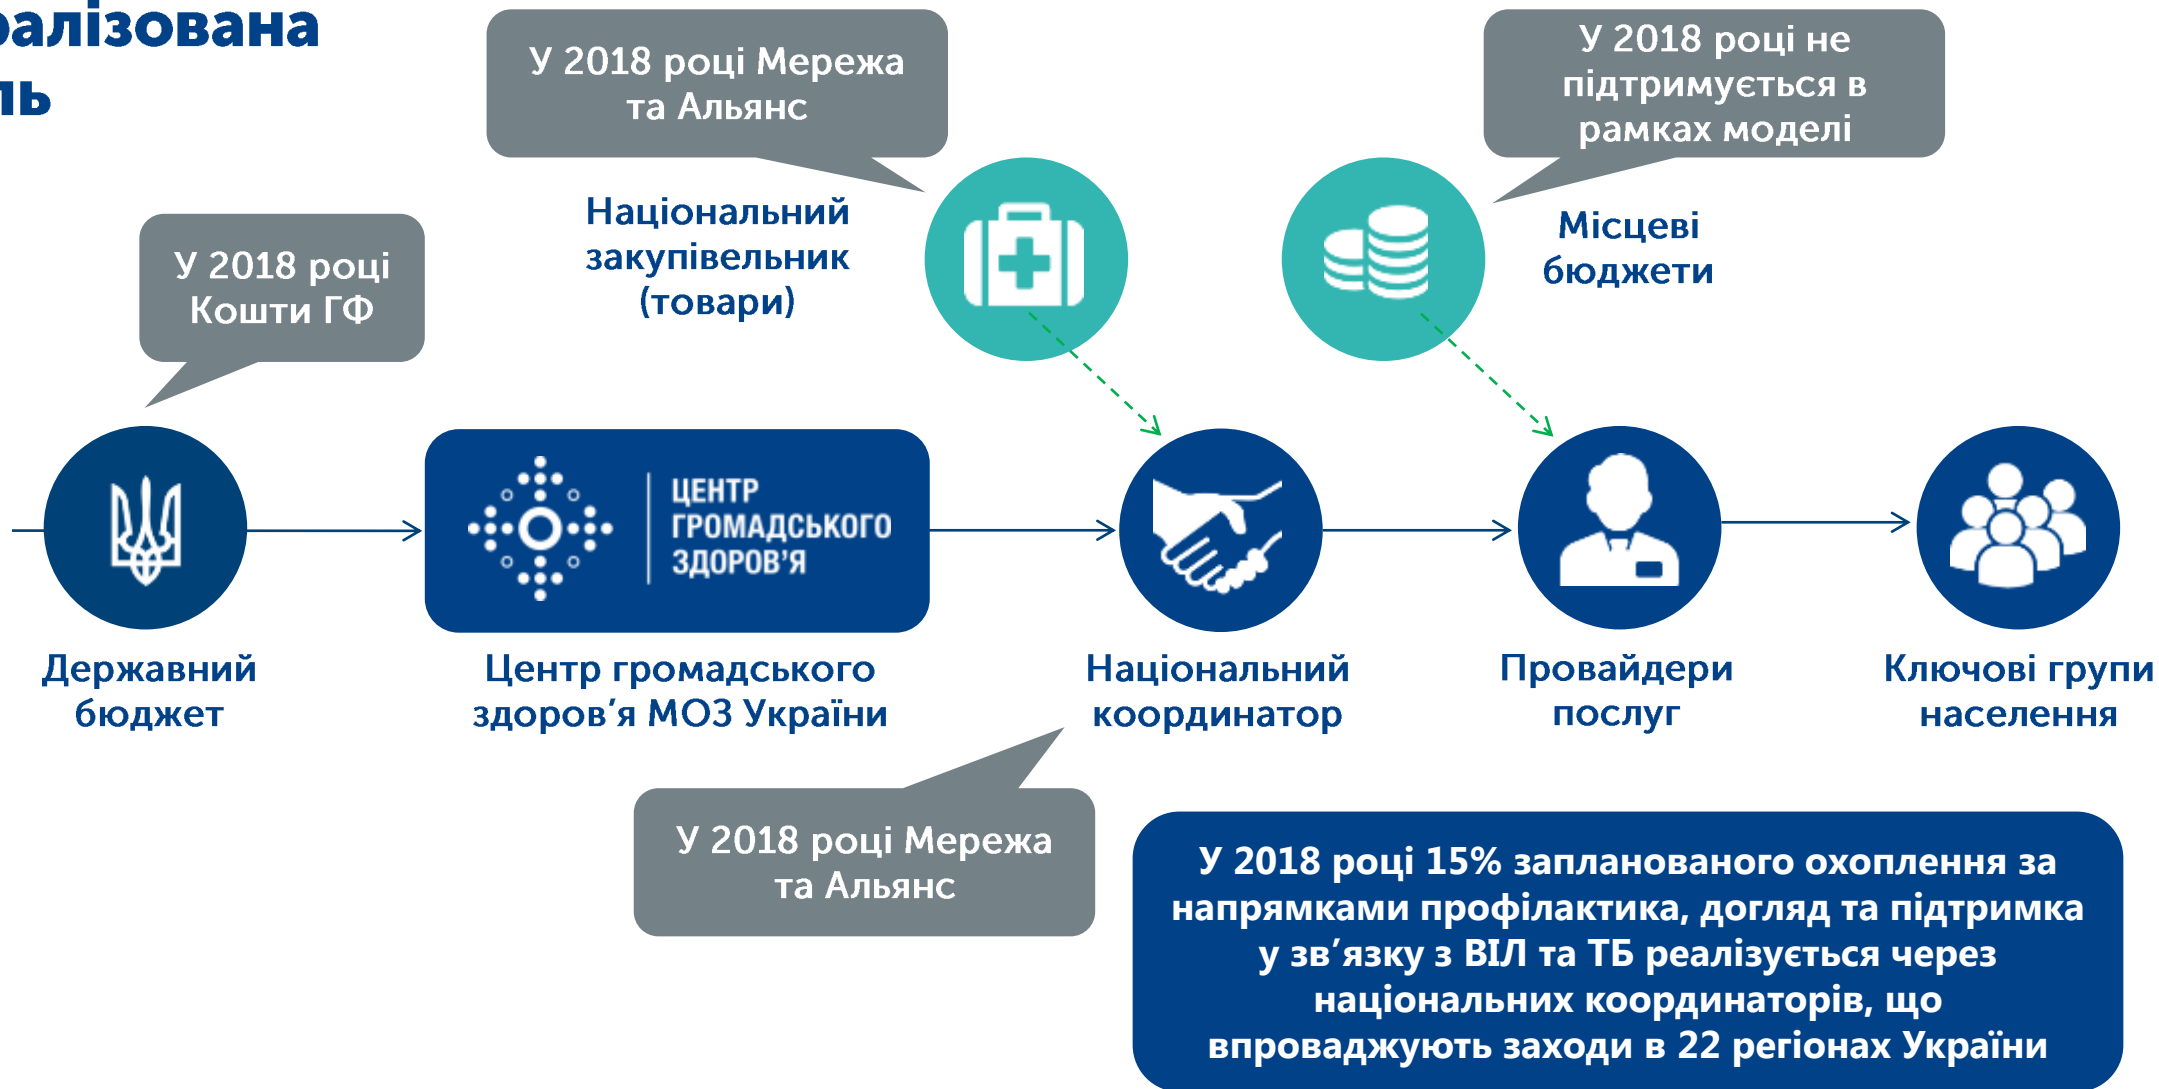 У 2018 році Мережа
та Альянс
У 2018 році не
підтримується в
рамках моделі
У 2018 році
Кошти ГФ
Національний
закупівельник
(товари)
Місцеві
бюджети
ЦЕНТР
ГРОМАДСЬКОГО
ЗДОРОВ'Я
Державний
бюджет
Центр громадського
здоров’я МОЗ України
Національний
координатор
Провайдери
послуг
Ключові групи
населення
У 2018 році Мережа
та Альянс
У 2018 році 15% запланованого охоплення за
напрямками профілактика, догляд та підтримка
у зв’язку з ВІЛ та ТБ реалізується через
національних координаторів, що
впроваджують заходи в 22 регіонах України